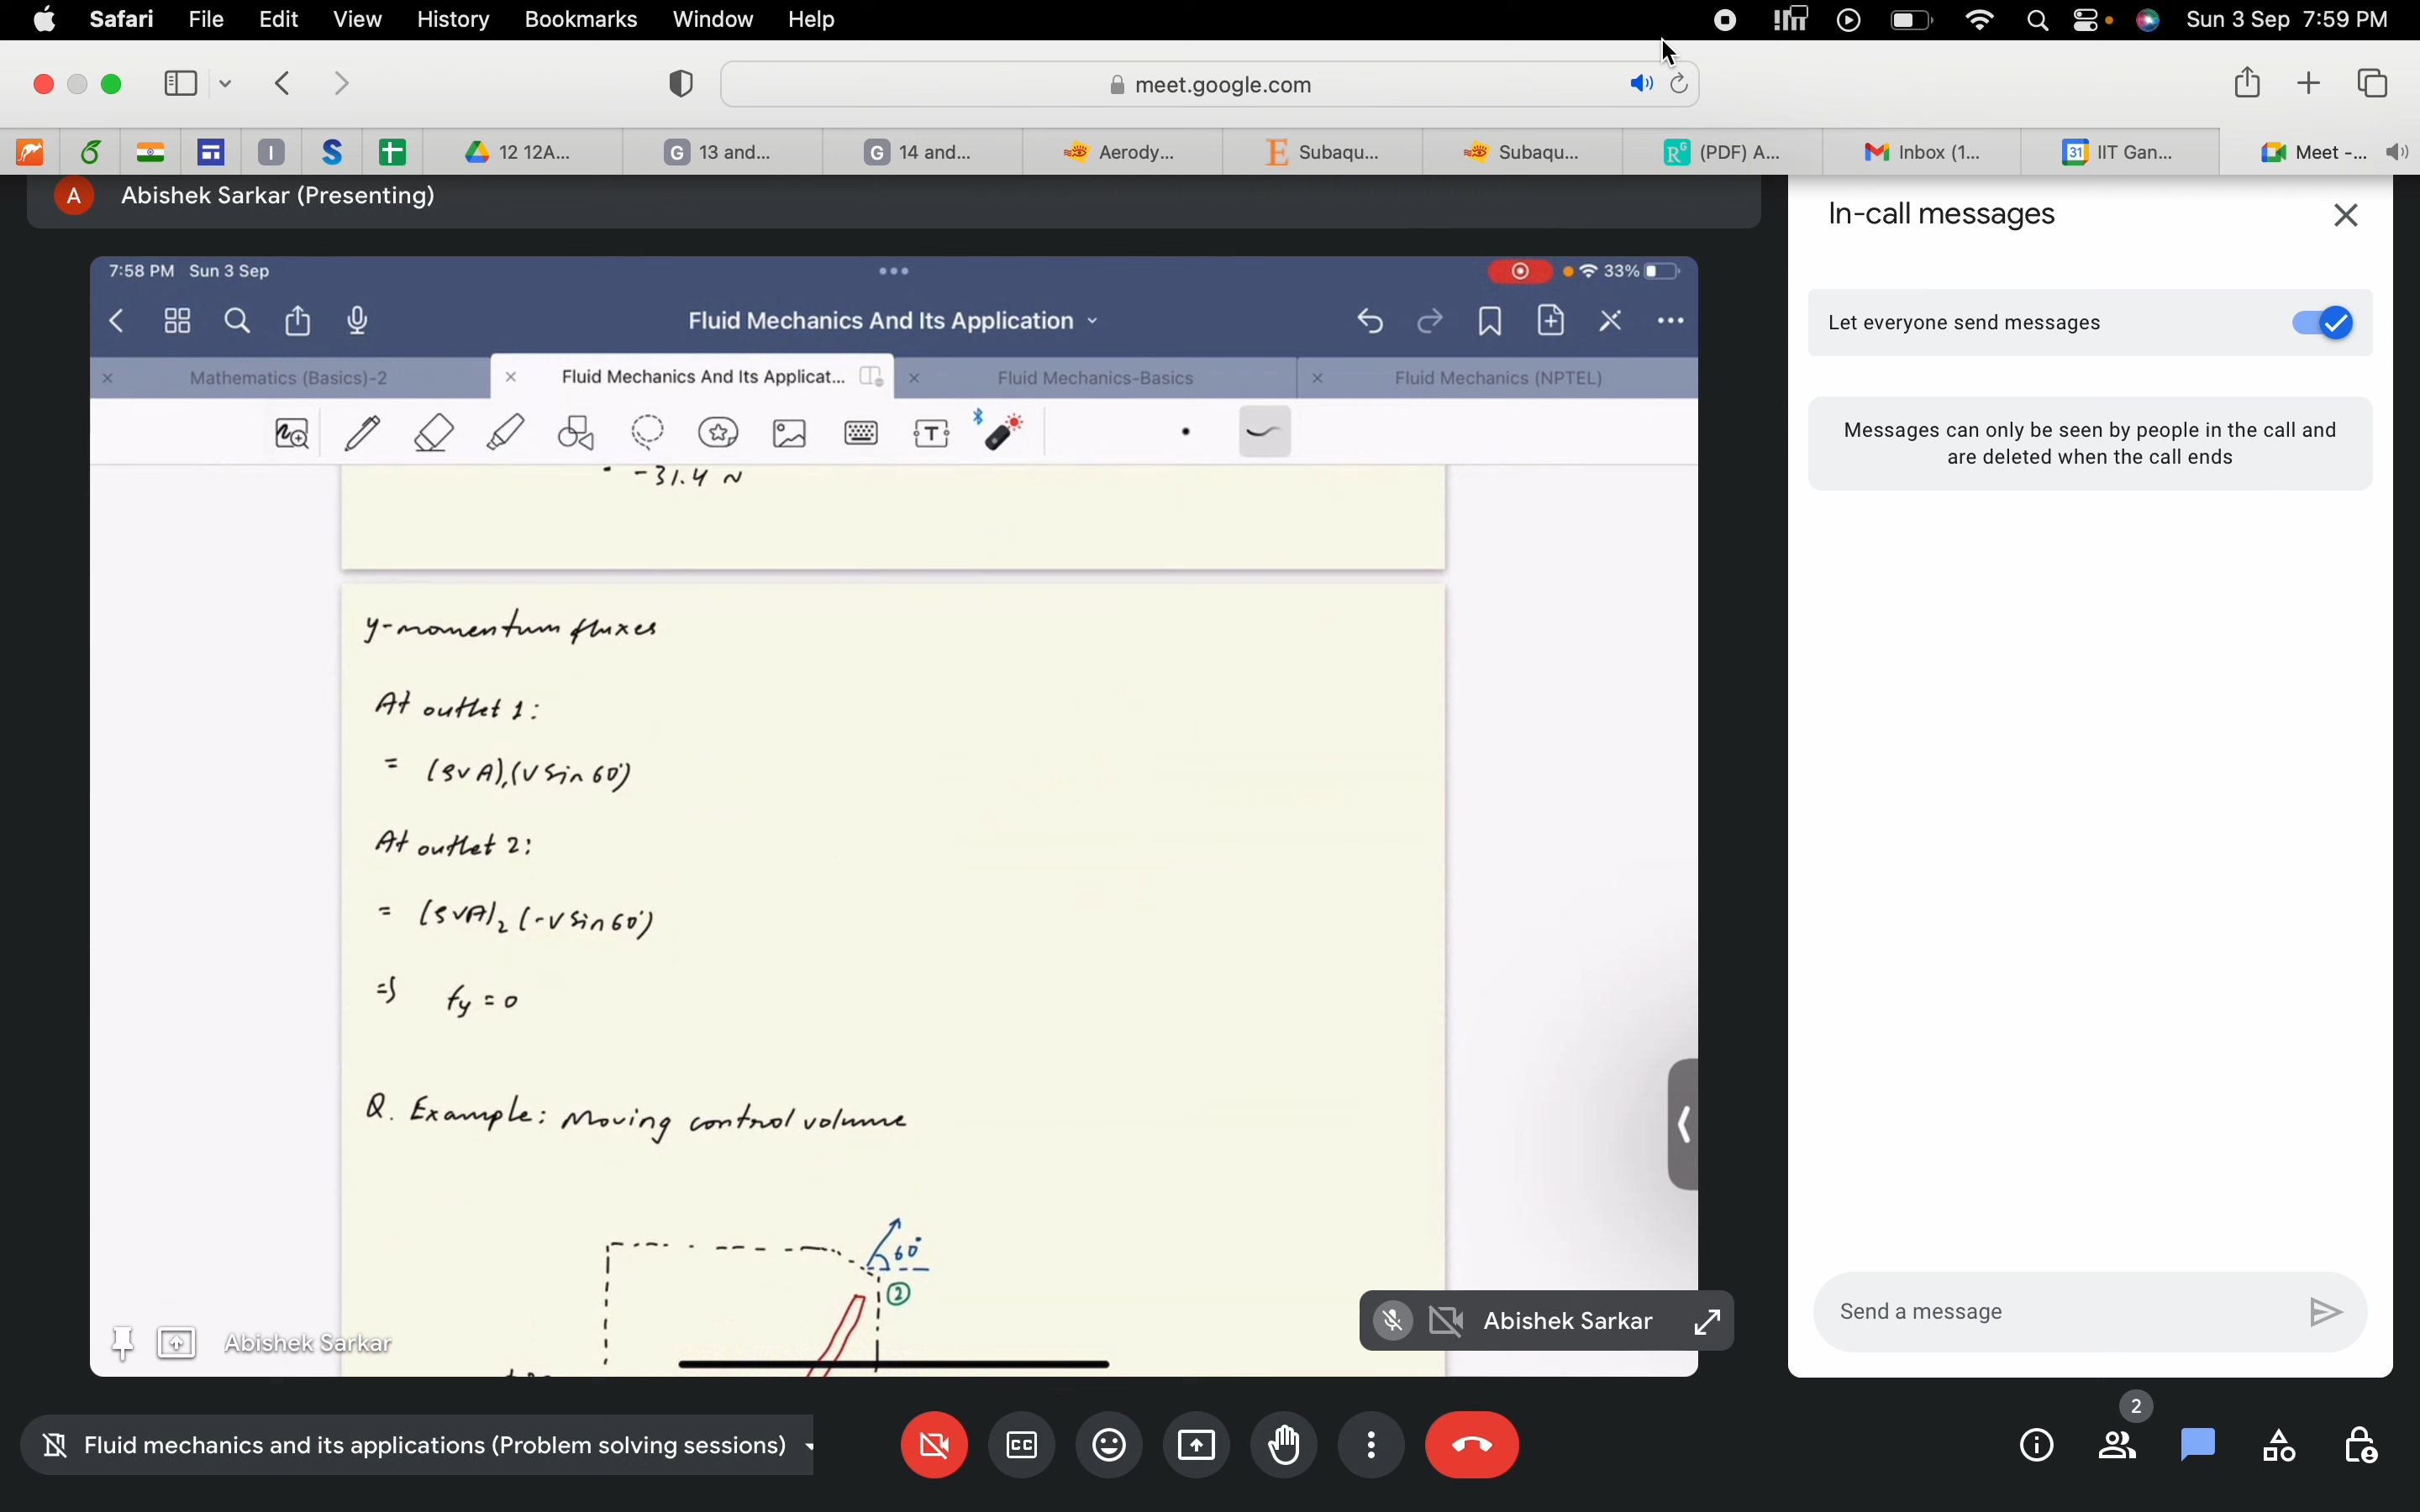 Safari File Edit View History Bookmarks Window Help Sun 3 Sep 7:59 PM
meet.google.com
12 12A... G 13 and... G 14 and... Aerody... E Subaqu... Subaqu... R^G (PDF) A... Inbox (1... 31 IIT Gan... Meet -...
A Abishek Sarkar (Presenting)
In-call messages
7:58 PM Sun 3 Sep
33%
Fluid Mechanics And Its Application
Let everyone send messages
Mathematics (Basics)-2
Fluid Mechanics And Its Applicat...
Fluid Mechanics-Basics
Fluid Mechanics (NPTEL)
Messages can only be seen by people in the call and
are deleted when the call ends
-31.4 N
y-momentum fluxes
At outlet 1:
= (ρVA)₁(V sin 60°)
At outlet 2:
= (ρVA)₂ (-V sin 60°)
⇒ fy = 0
Q. Example: Moving control volume
60°
2
Abishek Sarkar
Abishek Sarkar
Send a message
2
Fluid mechanics and its applications (Problem solving sessions)
CC